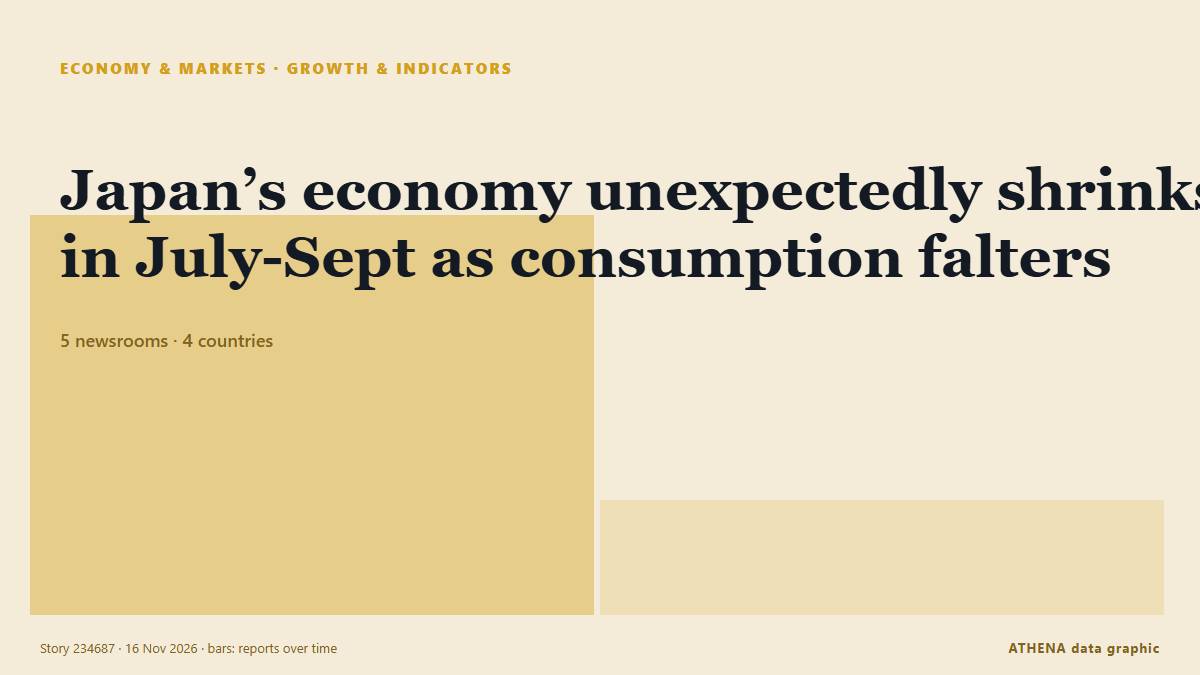 ECONOMY & MARKETS · GROWTH & INDICATORS
Japan’s economy unexpectedly shrinks
in July-Sept as consumption falters
5 newsrooms · 4 countries
Story 234687 · 16 Nov 2026 · bars: reports over time
ATHENA data graphic